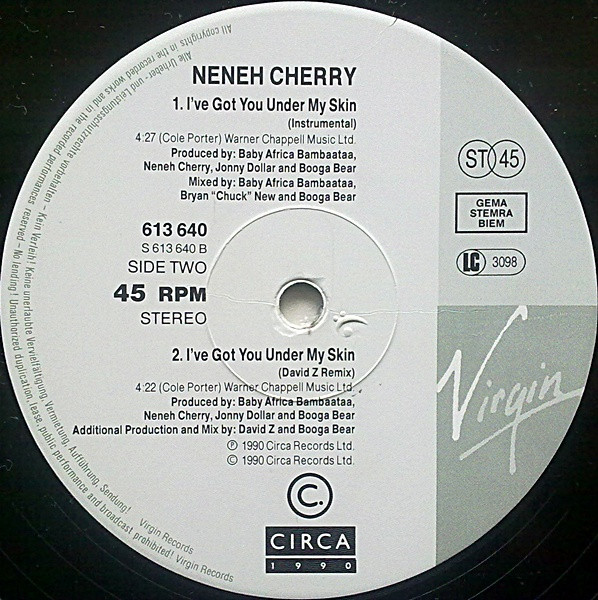 NENEH CHERRY
1. I've Got You Under My Skin
(Instrumental)
4:27 (Cole Porter) Warner Chappell Music Ltd.
Produced by: Baby Africa Bambaataa,
Neneh Cherry, Jonny Dollar and Booga Bear
Mixed by: Baby Africa Bambaataa,
Bryan "Chuck" New and Booga Bear
613 640
S 613 640 B
SIDE TWO
45 RPM
STEREO
2. I've Got You Under My Skin
(David Z Remix)
4:22 (Cole Porter) Warner Chappell Music Ltd.
Produced by: Baby Africa Bambaataa,
Neneh Cherry, Jonny Dollar and Booga Bear
Additional Production and Mix by: David Z and Booga Bear
℗ 1990 Circa Records Ltd.
© 1990 Circa Records Ltd.
C.
CIRCA
1990
ST 45
GEMA
STEMRA
BIEM
LC 3098
Virgin
Alle Urheber- und Leistungsschutzrechte vorbehalten – Kein Verleih! Keine unerlaubte Vervielfältigung, Vermietung, Aufführung, Sendung! Virgin Records
All copyrights in the recorded works and in the recorded performances reserved – No lending! Unauthorized duplication, lease, public performance and broadcast prohibited! Virgin Records